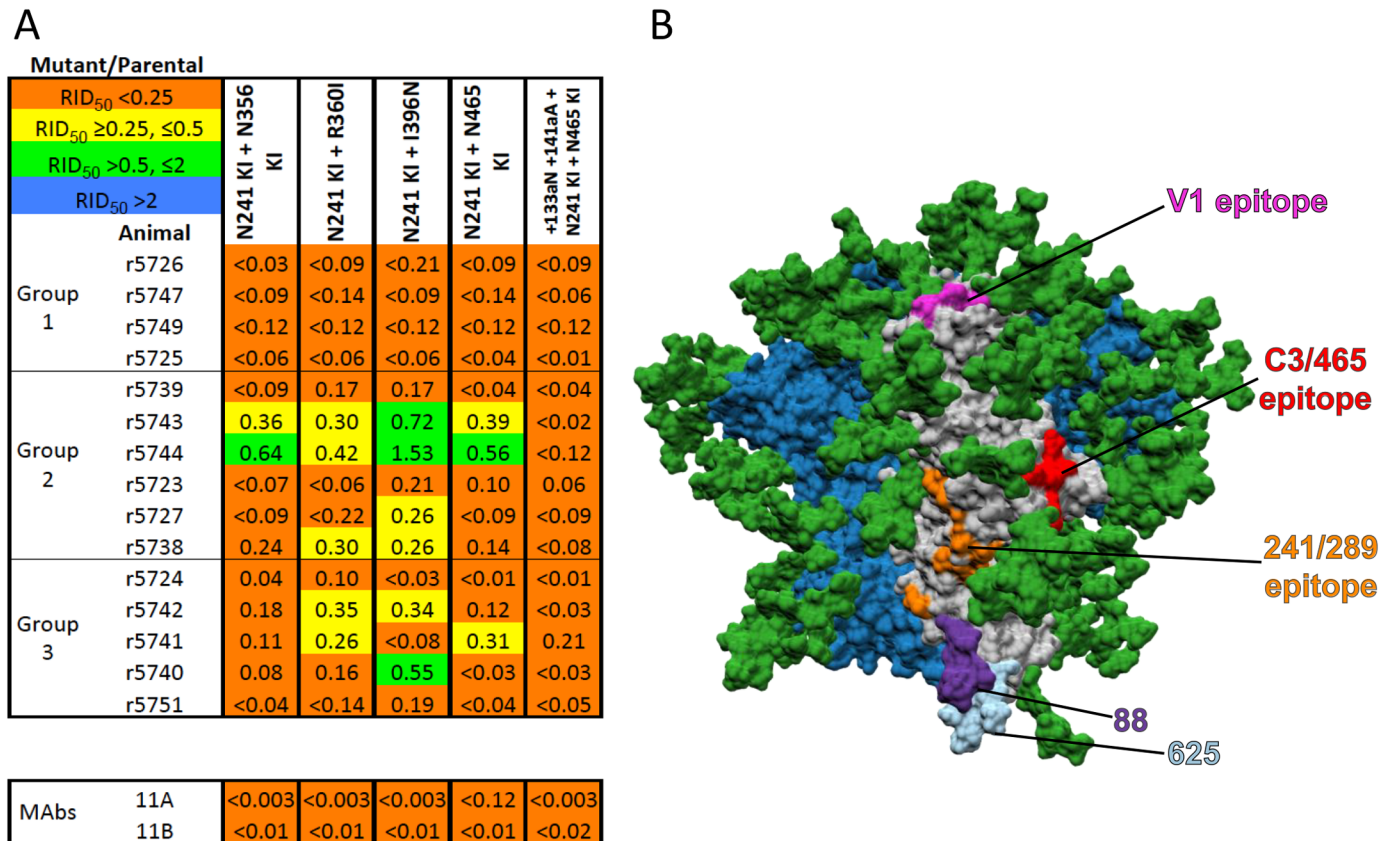 A
B
Mutant/Parental
RID50 <0.25
RID50 ≥0.25, ≤0.5
RID50 >0.5, ≤2
RID50 >2
N241 KI + N356 KI
N241 KI + R360I
N241 KI + I396N
N241 KI + N465 KI
+133aN +141aA + N241 KI + N465 KI
Animal
Group 1
r5726 <0.03 <0.09 <0.21 <0.09 <0.09
r5747 <0.09 <0.14 <0.09 <0.14 <0.06
r5749 <0.12 <0.12 <0.12 <0.12 <0.12
r5725 <0.06 <0.06 <0.06 <0.04 <0.01
Group 2
r5739 <0.09 0.17 0.17 <0.04 <0.04
r5743 0.36 0.30 0.72 0.39 <0.02
r5744 0.64 0.42 1.53 0.56 <0.12
r5723 <0.07 <0.06 0.21 0.10 0.06
r5727 <0.09 <0.22 0.26 <0.09 <0.09
r5738 0.24 0.30 0.26 0.14 <0.08
Group 3
r5724 0.04 0.10 <0.03 <0.01 <0.01
r5742 0.18 0.35 0.34 0.12 <0.03
r5741 0.11 0.26 <0.08 0.31 0.21
r5740 0.08 0.16 0.55 <0.03 <0.03
r5751 <0.04 <0.14 0.19 <0.04 <0.05
MAbs
11A <0.003 <0.003 <0.003 <0.12 <0.003
11B <0.01 <0.01 <0.01 <0.01 <0.02
V1 epitope
C3/465
epitope
241/289
epitope
88
625